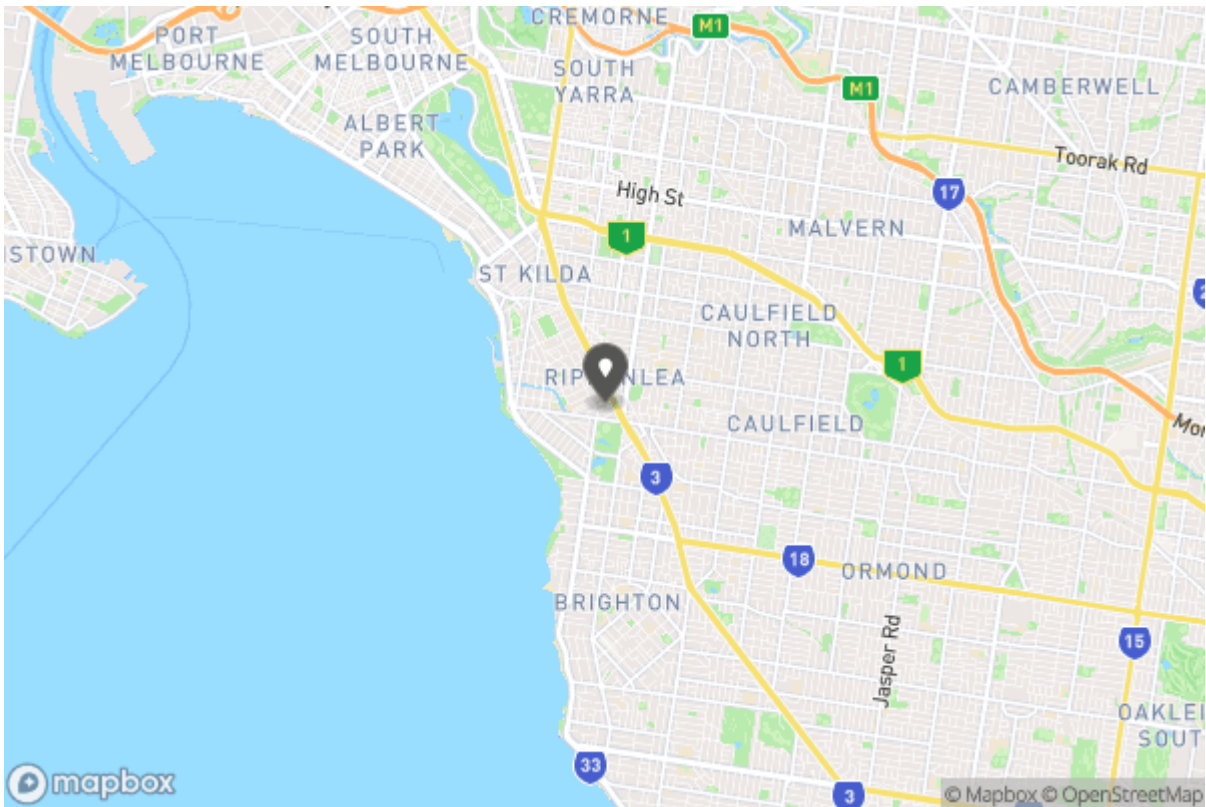 CREMORNE
M1
PORT
MELBOURNE
SOUTH
MELBOURNE
SOUTH
YARRA
M1
CAMBERWELL
ALBERT
PARK
Toorak Rd
High St
17
MALVERN
1
STOWN
ST KILDA
CAULFIELD
NORTH
1
CAULFIELD
3
18
ORMOND
BRIGHTON
Jasper Rd
15
OAKLEI
SOUT
33
3
mapbox
© Mapbox © OpenStreetMap